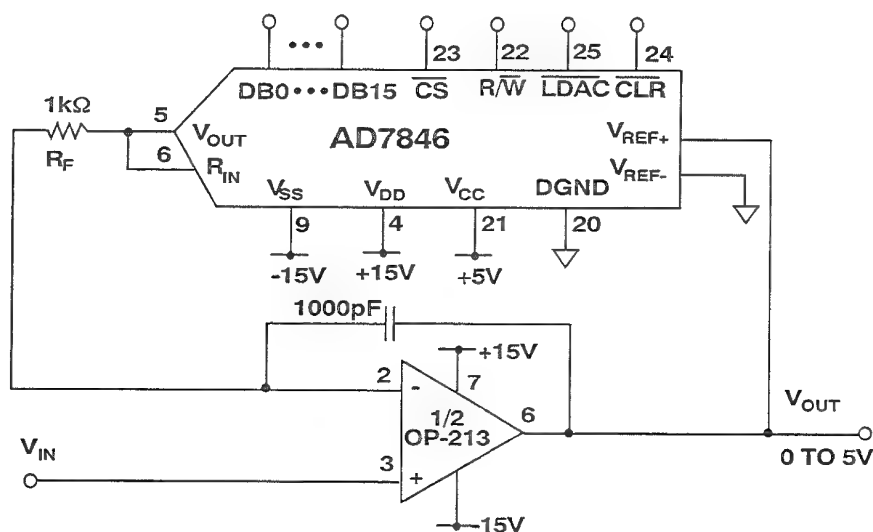 23 22 25 24
DB0 ••• DB15 CS R/W LDAC CLR
1kΩ
RF
5
VOUT
6
RIN
AD7846
VREF+
VREF-
VSS VDD VCC DGND
9 4 21 20
-15V +15V +5V
1000pF
+15V
2
-
7
1/2
OP-213
6
VOUT
0 TO 5V
VIN
3
+
-15V